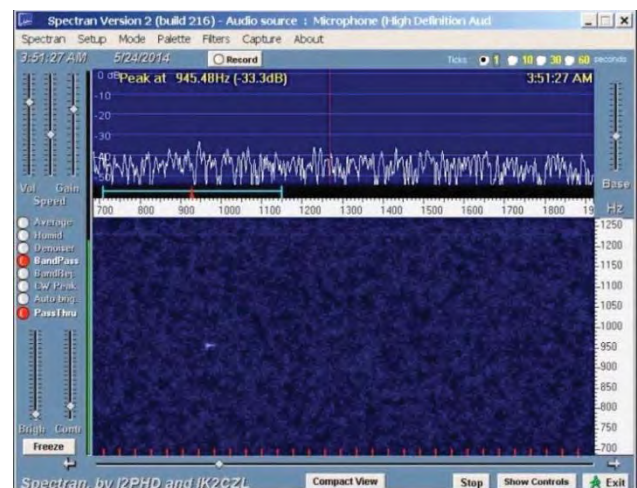 Spectran Version 2 (build 216) - Audio source : Microphone (High Definition Aud
Spectran Setup Mode Palette Filters Capture About
3:51:27 AM 5/24/2014 Record Ticks 1 10 30 60 seconds
0 dB Peak at 945.48Hz (-33.3dB) 3:51:27 AM
-10
-20
-30
Vol Gain
Speed
Base
700 800 900 1000 1100 1200 1300 1400 1500 1600 1700 1800 19 Hz
Average
Humid
Denoiser
BandPass
BandRej
CW Peak
Auto brig
PassThru
1250
-1200
-1150
-1100
-1000
-950
-900
-850
-800
-750
-700
Brigh Contr
Freeze
Spectran, by I2PHD and IK2CZL Compact View Stop Show Controls Exit